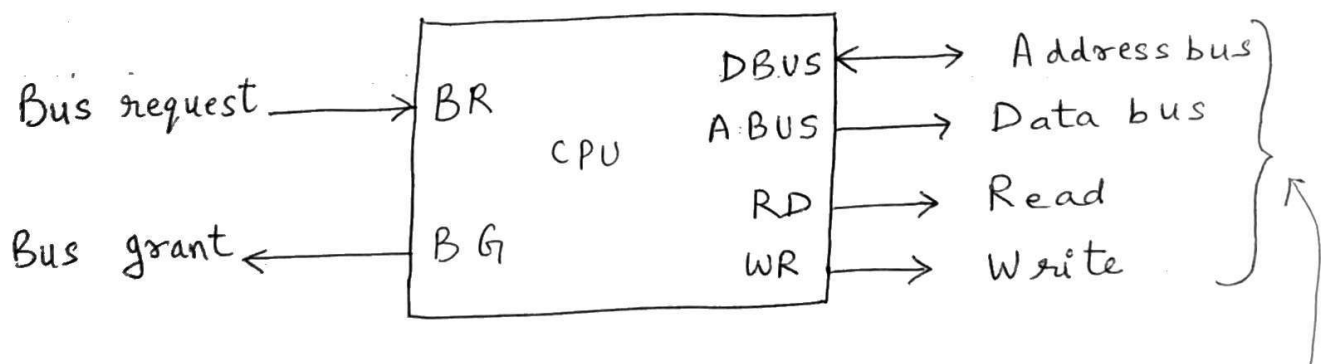 DBUS Address bus
Bus request BR A.BUS Data bus
CPU
RD Read
Bus grant BG WR Write